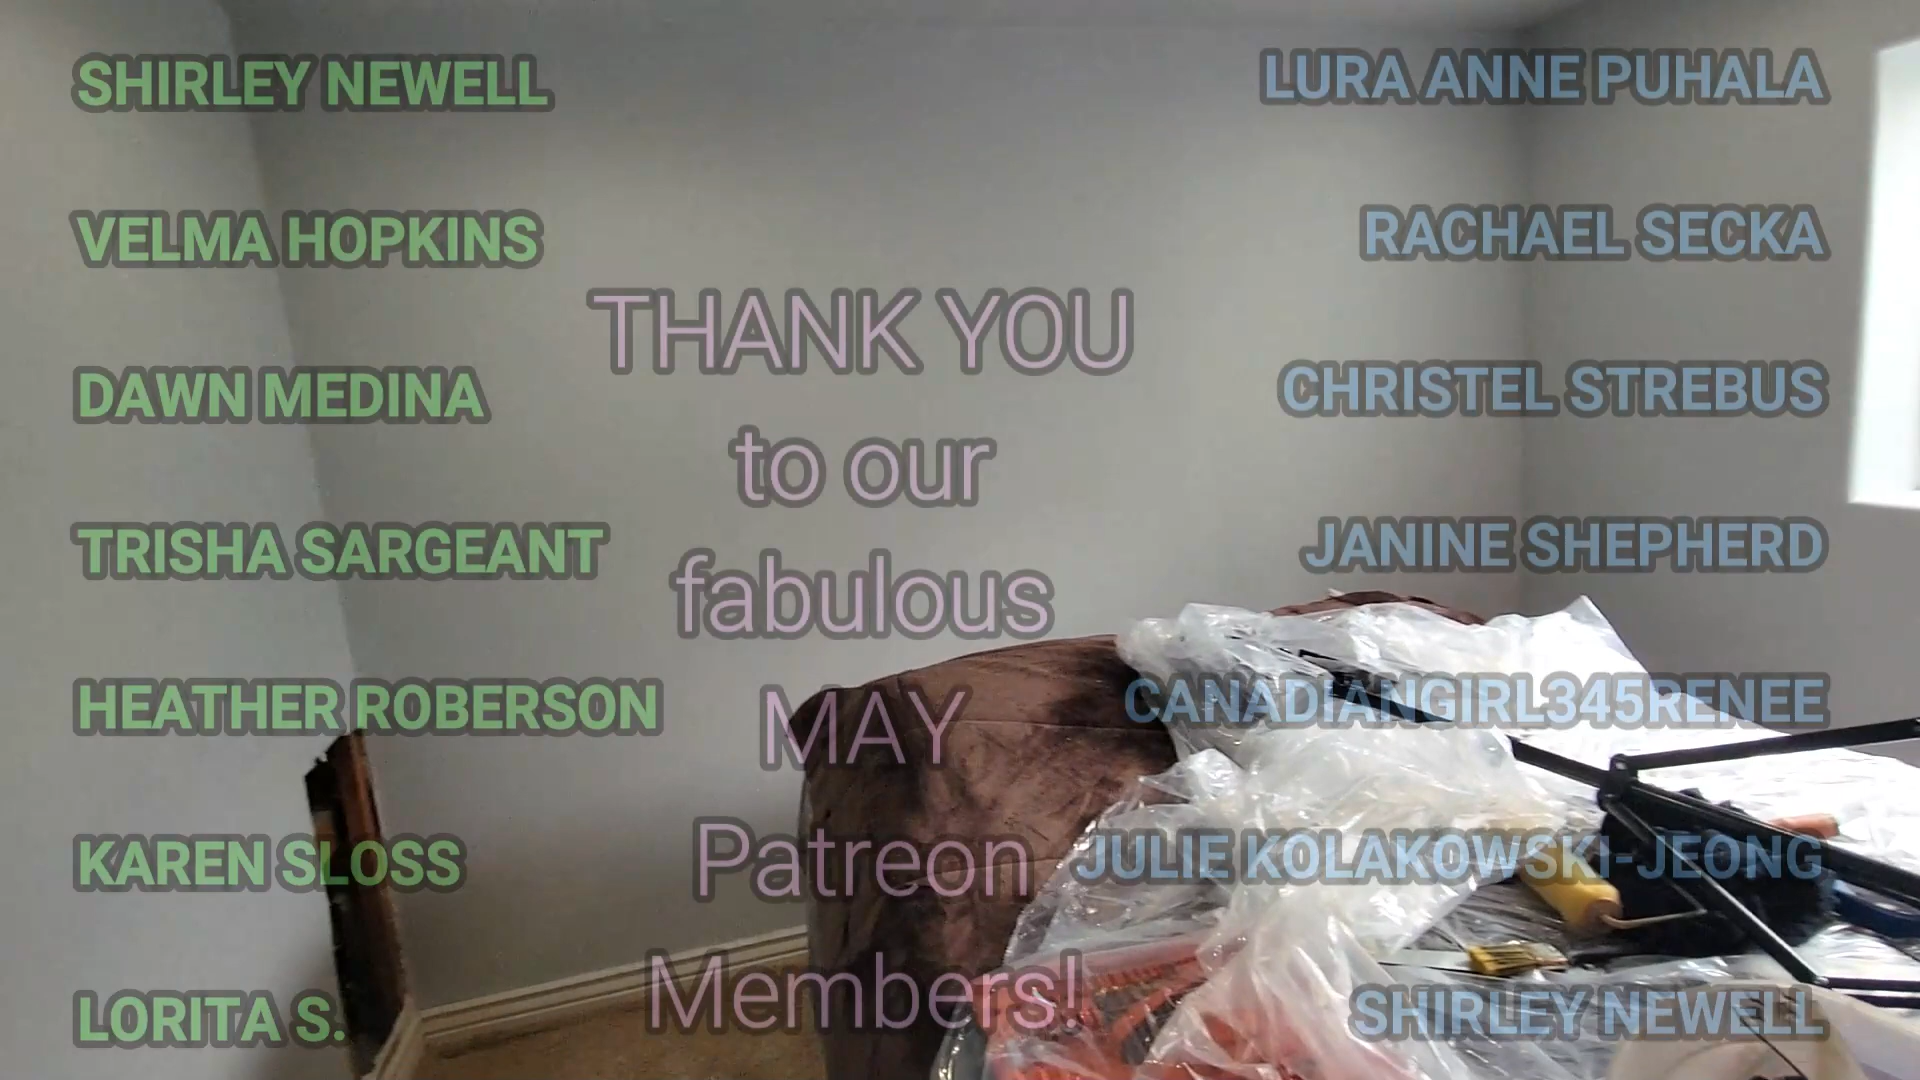 SHIRLEY NEWELL
VELMA HOPKINS
DAWN MEDINA
TRISHA SARGEANT
HEATHER ROBERSON
KAREN SLOSS
LORITA S.
THANK YOU
to our
fabulous
MAY
Patreon
Members!
LURA ANNE PUHALA
RACHAEL SECKA
CHRISTEL STREBUS
JANINE SHEPHERD
CANADIANGIRL345RENEE
JULIE KOLAKOWSKI-JEONG
SHIRLEY NEWELL